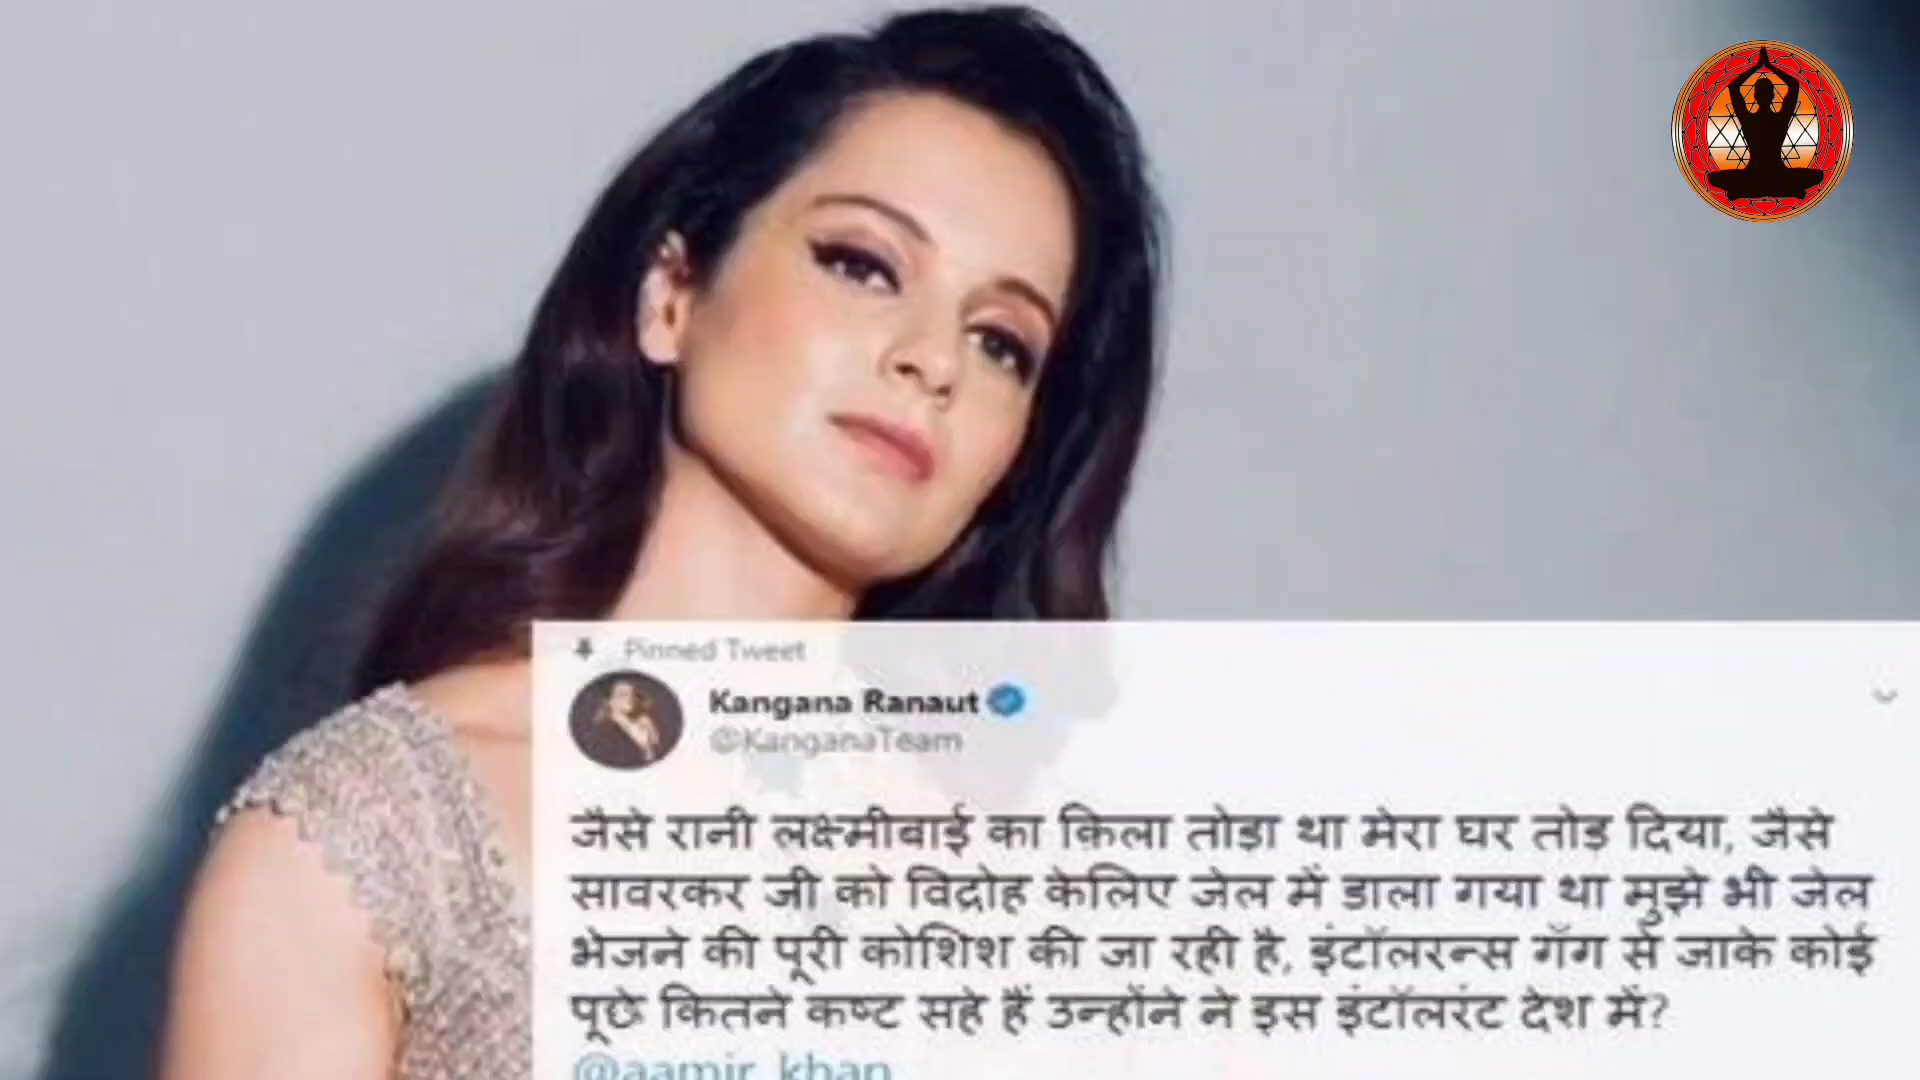 Pinned Tweet
Kangana Ranaut
@KanganaTeam
जैसे रानी लक्ष्मीबाई का किला तोड़ा था मेरा घर तोड़ दिया, जैसे
सावरकर जी को विद्रोह केलिए जेल में डाला गया था मुझे भी जेल
भेजने की पूरी कोशिश की जा रही है, इंटॉलरन्स गैंग से जाके कोई
पूछे कितने कष्ट सहे हैं उन्होंने ने इस इंटॉलरंट देश में?
@aamir_khan